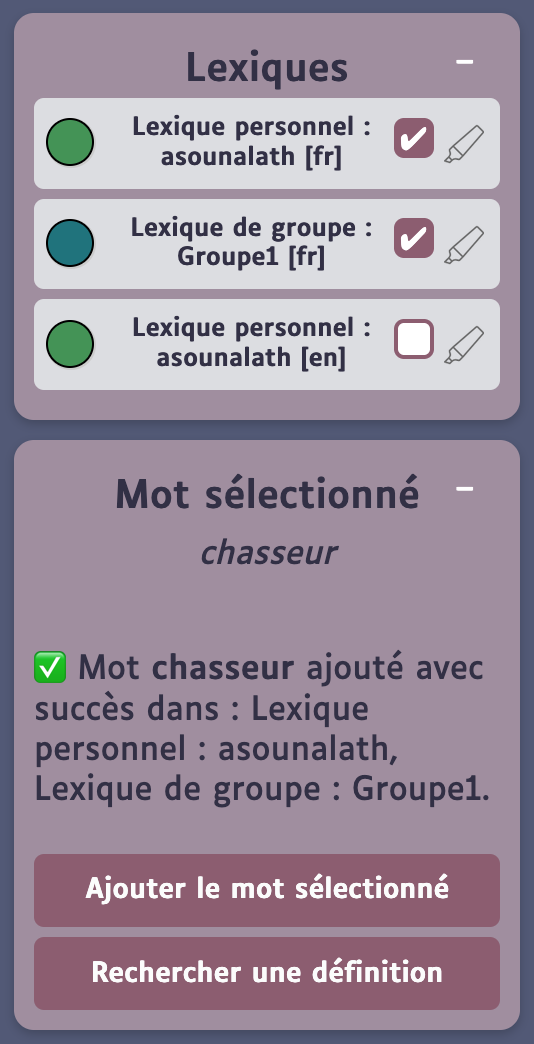 Lexiques
Lexique personnel :
asounalath [fr]
Lexique de groupe :
Groupe1 [fr]
Lexique personnel :
asounalath [en]
Mot sélectionné
chasseur
✅ Mot chasseur ajouté avec
succès dans : Lexique
personnel : asounalath,
Lexique de groupe : Groupe1.
Ajouter le mot sélectionné
Rechercher une définition